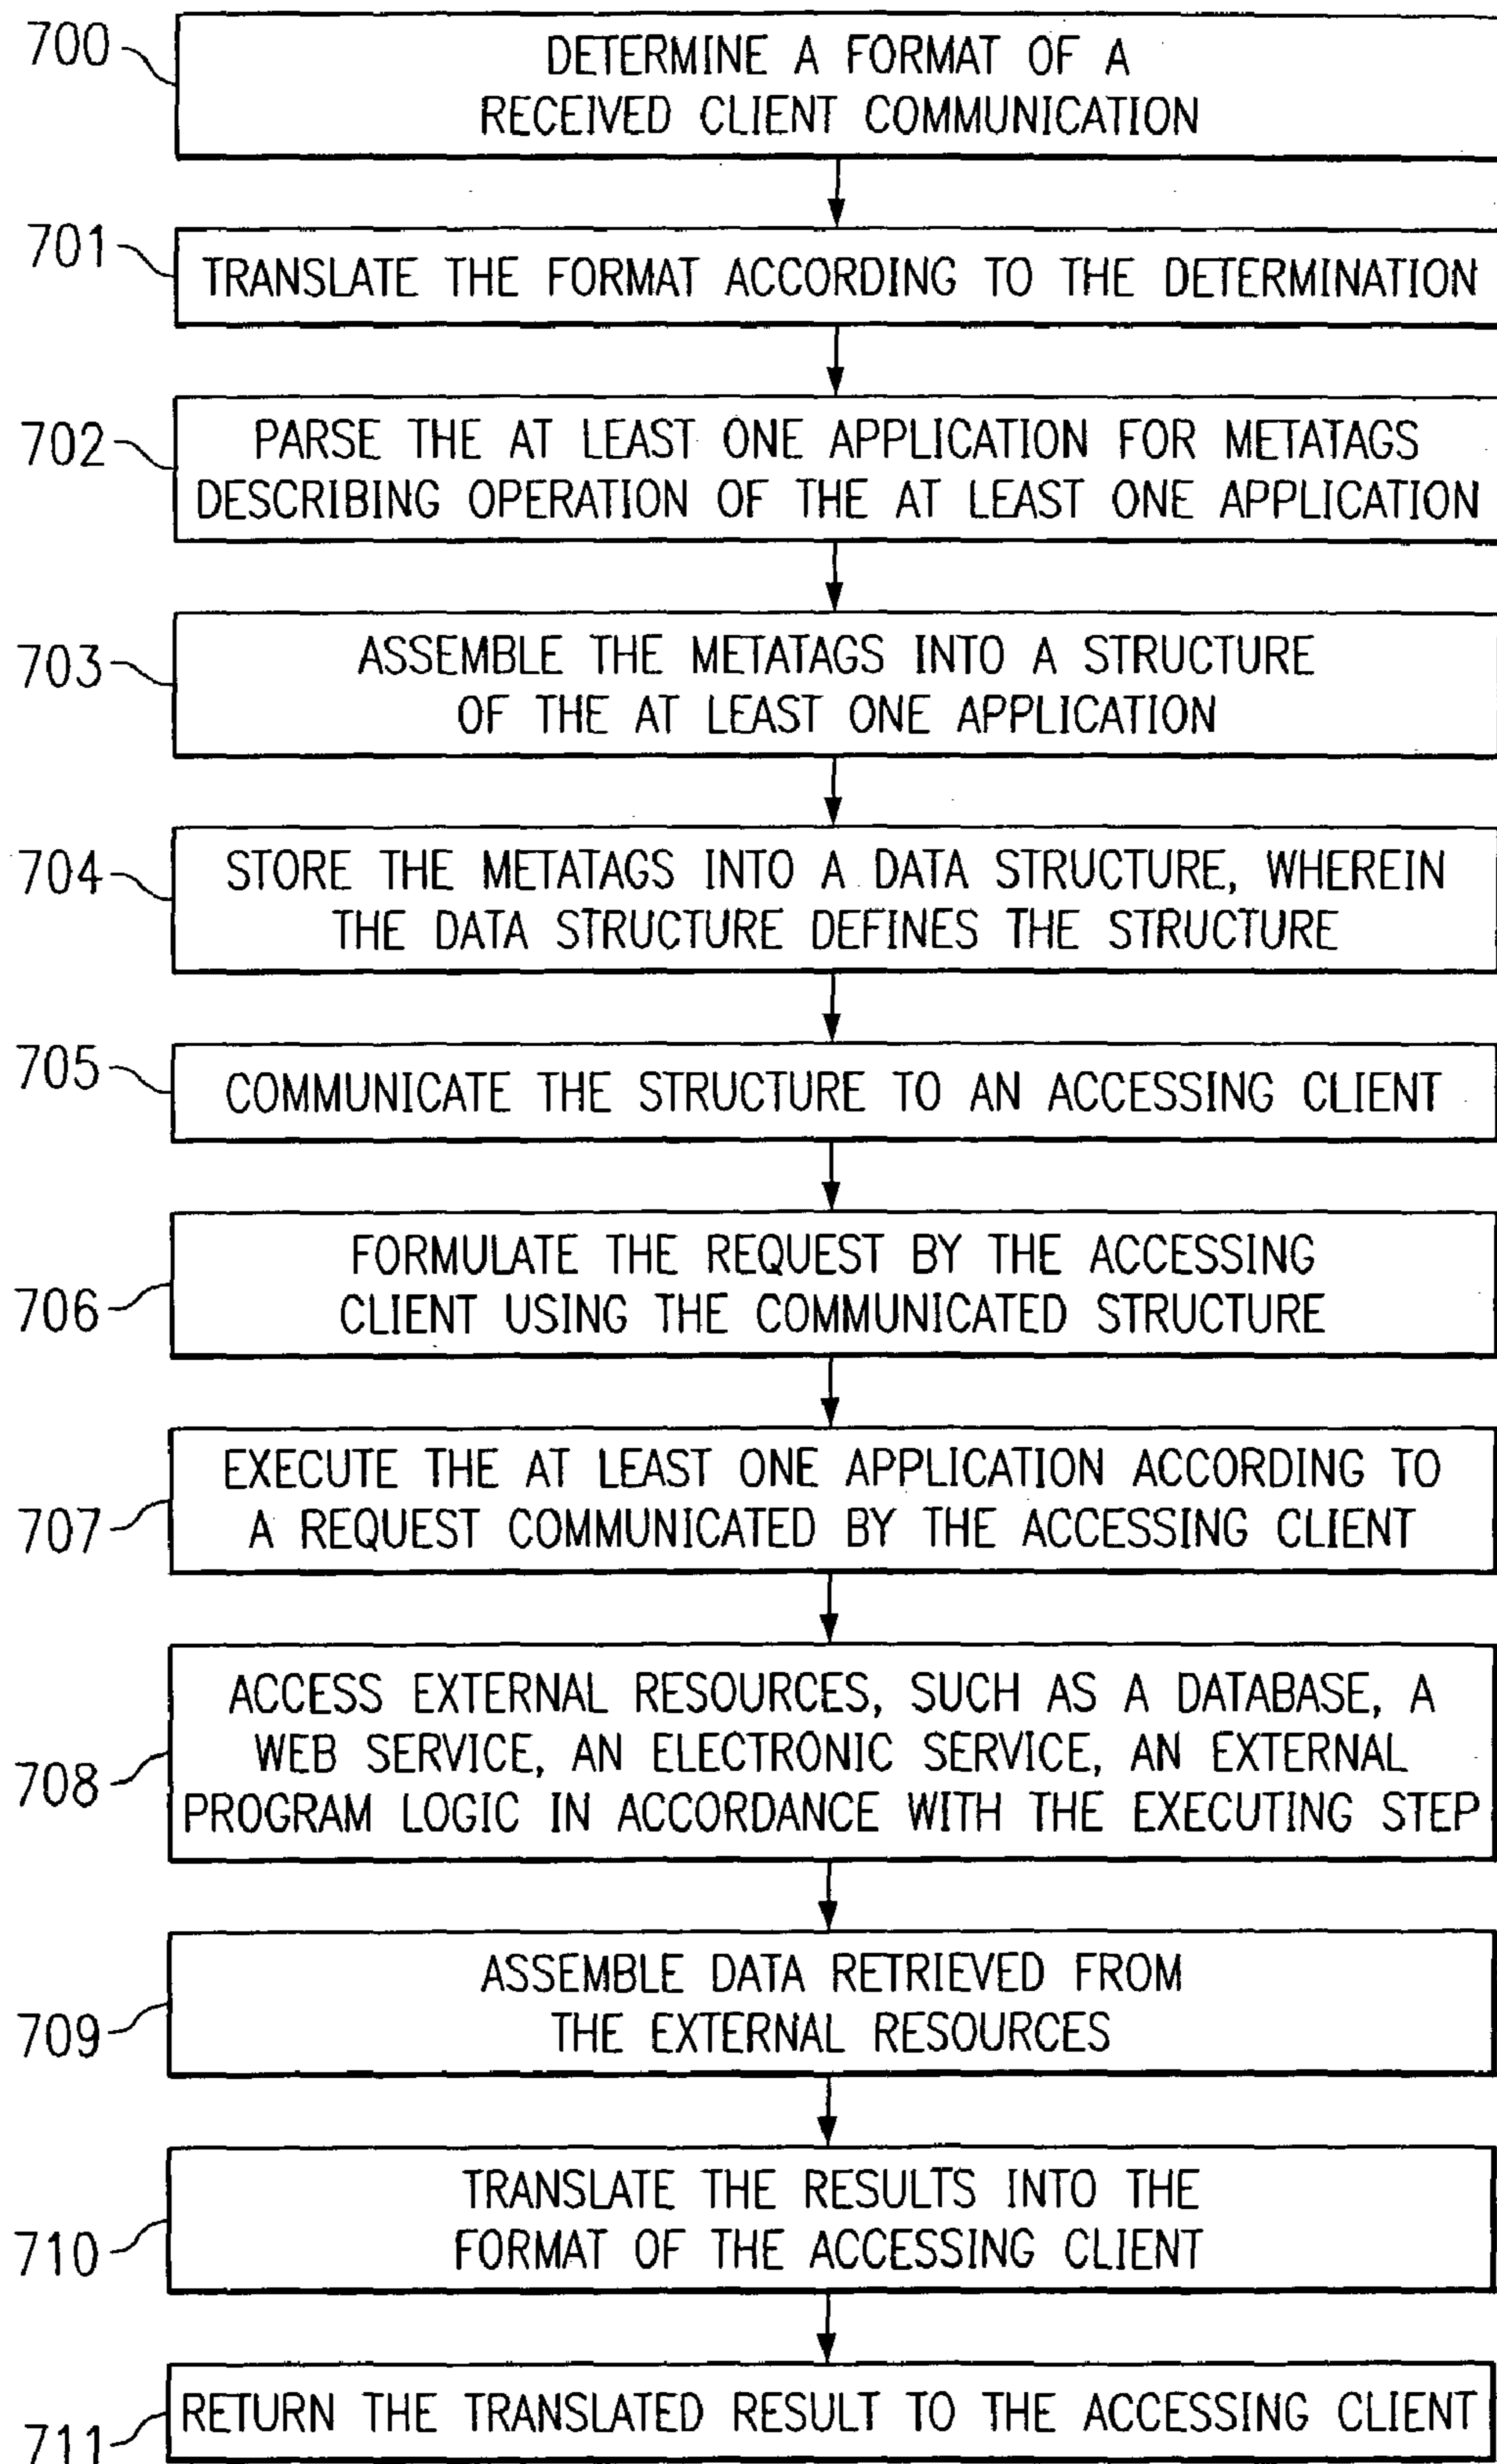 700
DETERMINE A FORMAT OF A
RECEIVED CLIENT COMMUNICATION
701
TRANSLATE THE FORMAT ACCORDING TO THE DETERMINATION
702
PARSE THE AT LEAST ONE APPLICATION FOR METATAGS
DESCRIBING OPERATION OF THE AT LEAST ONE APPLICATION
703
ASSEMBLE THE METATAGS INTO A STRUCTURE
OF THE AT LEAST ONE APPLICATION
704
STORE THE METATAGS INTO A DATA STRUCTURE, WHEREIN
THE DATA STRUCTURE DEFINES THE STRUCTURE
705
COMMUNICATE THE STRUCTURE TO AN ACCESSING CLIENT
706
FORMULATE THE REQUEST BY THE ACCESSING
CLIENT USING THE COMMUNICATED STRUCTURE
707
EXECUTE THE AT LEAST ONE APPLICATION ACCORDING TO
A REQUEST COMMUNICATED BY THE ACCESSING CLIENT
708
ACCESS EXTERNAL RESOURCES, SUCH AS A DATABASE, A
WEB SERVICE, AN ELECTRONIC SERVICE, AN EXTERNAL
PROGRAM LOGIC IN ACCORDANCE WITH THE EXECUTING STEP
709
ASSEMBLE DATA RETRIEVED FROM
THE EXTERNAL RESOURCES
710
TRANSLATE THE RESULTS INTO THE
FORMAT OF THE ACCESSING CLIENT
711
RETURN THE TRANSLATED RESULT TO THE ACCESSING CLIENT